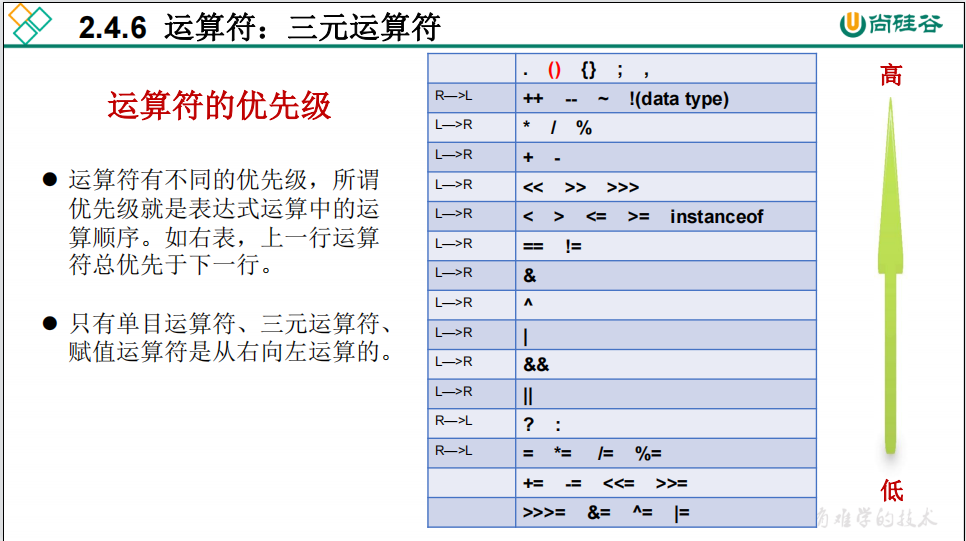 2.4.6 运算符：三元运算符
尚硅谷
运算符的优先级
● 运算符有不同的优先级，所谓
优先级就是表达式运算中的运
算顺序。如右表，上一行运算
符总优先于下一行。
● 只有单目运算符、三元运算符、
赋值运算符是从右向左运算的。
. () {} ; ,
R—>L ++ -- ~ !(data type)
L—>R * / %
L—>R + -
L—>R << >> >>>
L—>R < > <= >= instanceof
L—>R == !=
L—>R &
L—>R ^
L—>R |
L—>R &&
L—>R ||
R—>L ? :
R—>L = *= /= %=
+= -= <<= >>=
>>>= &= ^= |=
高
低
难学的技术